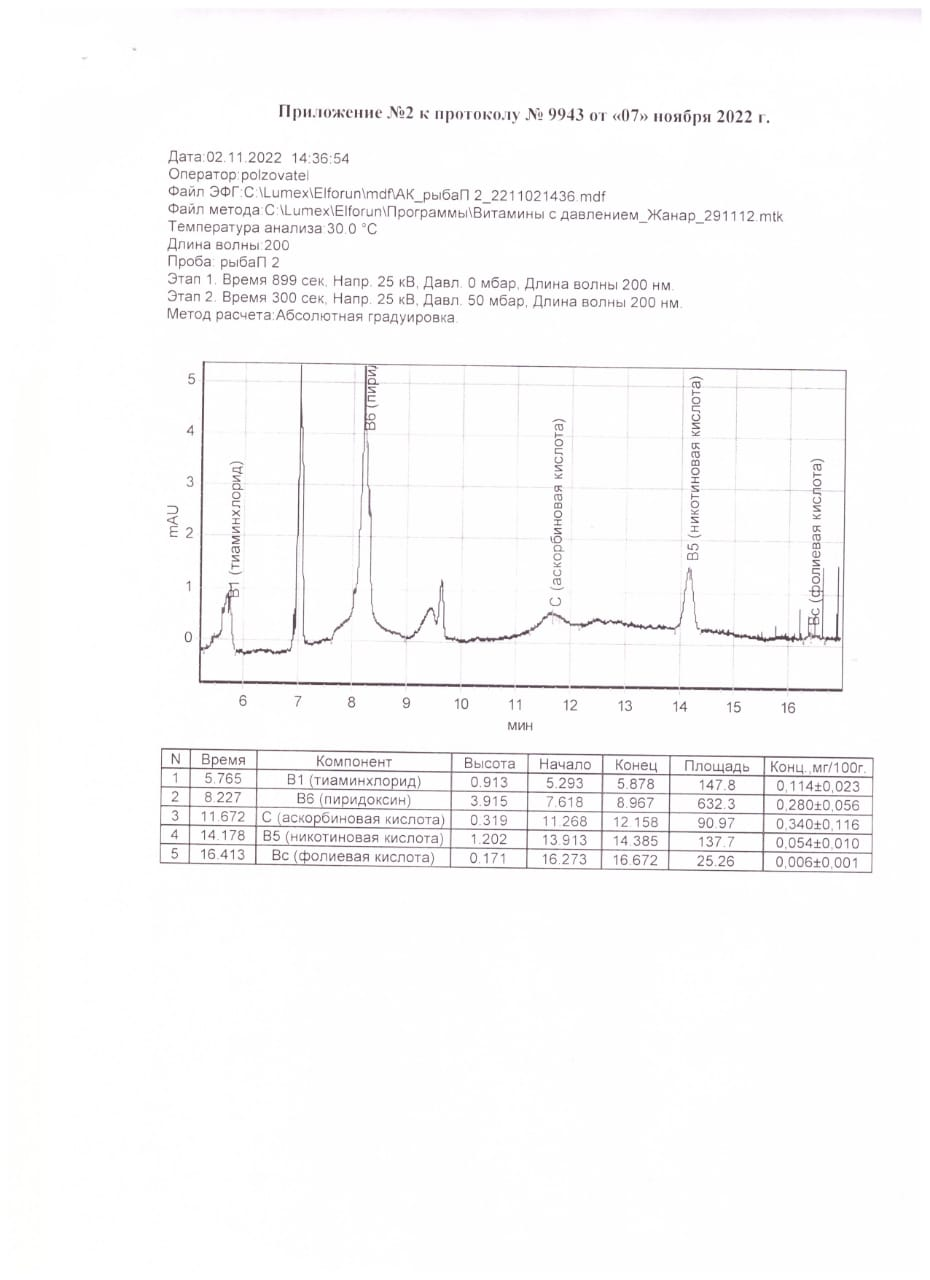 Приложение №2 к протоколу № 9943 от «07» ноября 2022 г.
Дата:02.11.2022 14:36:54
Оператор:polzovatel
Файл ЭФГ:C:\Lumex\Elforun\mdf\АК_рыбаП 2_2211021436.mdf
Файл метода:C:\Lumex\Elforun\Программы\Витамины с давлением_Жанар_291112.mtk
Температура анализа:30.0 °C
Длина волны:200
Проба: рыбаП 2
Этап 1. Время 899 сек, Напр. 25 кВ, Давл. 0 мбар, Длина волны 200 нм.
Этап 2. Время 300 сек, Напр. 25 кВ, Давл. 50 мбар, Длина волны 200 нм.
Метод расчета:Абсолютная градуировка.
mAU
5
4
3
2
1
0
B1 (тиаминхлорид)
B6 (пирид
C (аскорбиновая кислота)
B5 (никотиновая кислота)
Bc (фолиевая кислота)
6 7 8 9 10 11 12 13 14 15 16
мин
N Время Компонент Высота Начало Конец Площадь Конц.,мг/100г.
1 5.765 B1 (тиаминхлорид) 0.913 5.293 5.878 147.8 0,114±0,023
2 8.227 B6 (пиридоксин) 3.915 7.618 8.967 632.3 0,280±0,056
3 11.672 C (аскорбиновая кислота) 0.319 11.268 12.158 90.97 0,340±0,116
4 14.178 B5 (никотиновая кислота) 1.202 13.913 14.385 137.7 0,054±0,010
5 16.413 Bc (фолиевая кислота) 0.171 16.273 16.672 25.26 0,006±0,001